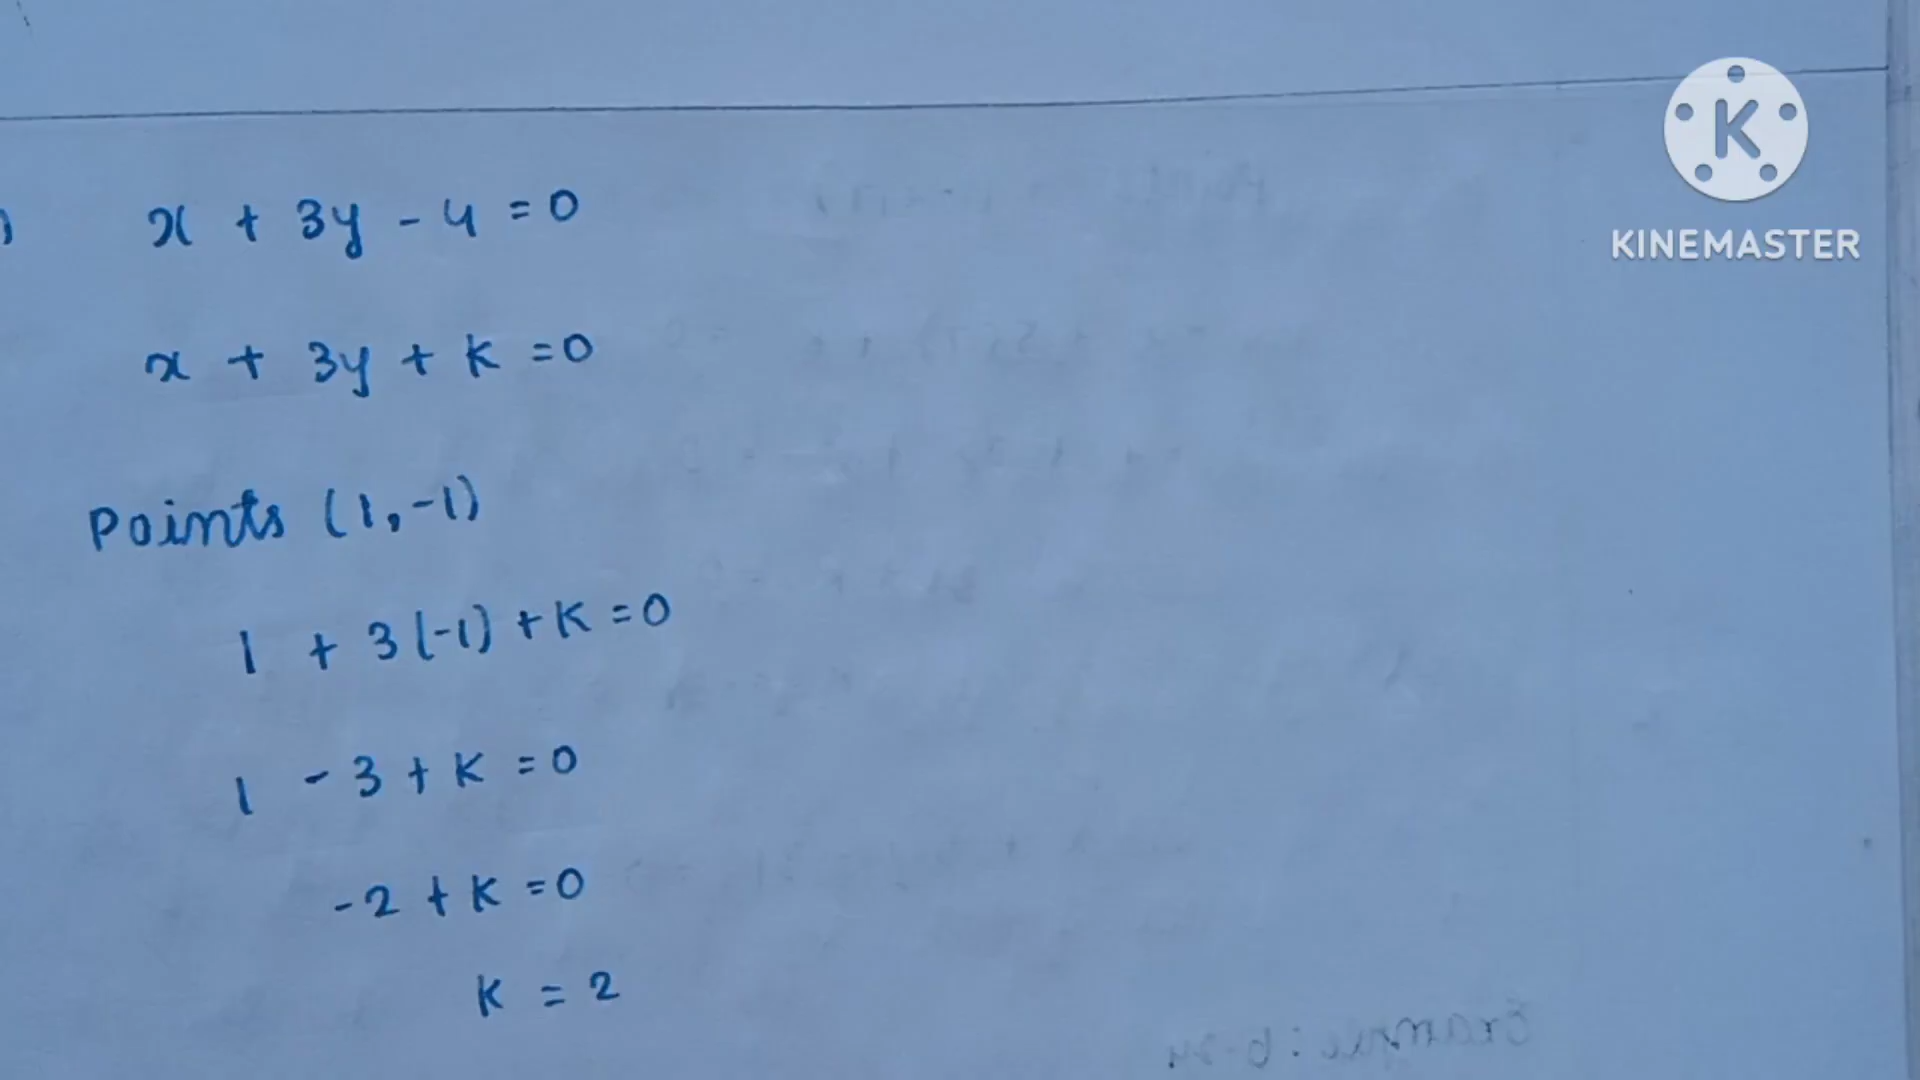 x + 3y - 4 = 0
K
KINEMASTER
x + 3y + k = 0
Points (1, -1)
1 + 3(-1) + k = 0
1 - 3 + k = 0
-2 + k = 0
k = 2